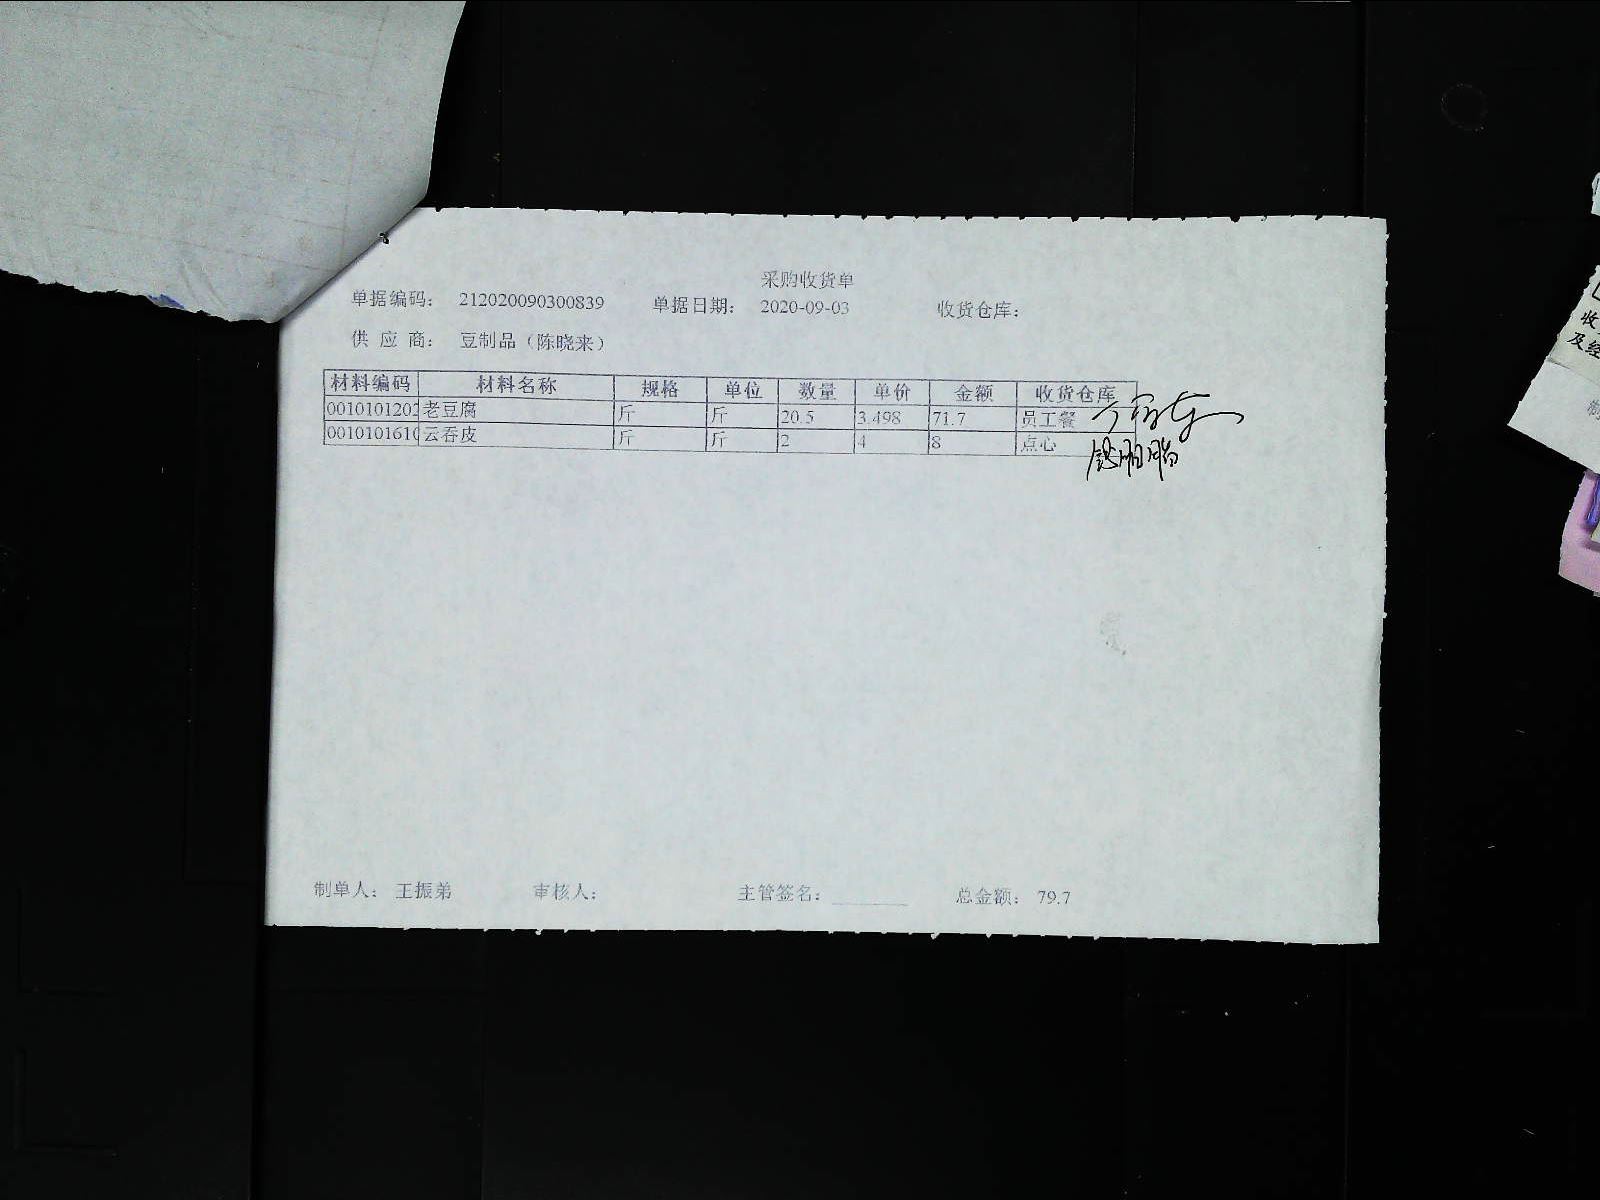 采购收货单
单据编码： 212020090300839 单据日期： 2020-09-03 收货仓库：
供 应 商： 豆制品（陈晓来）
材料编码 材料名称 规格 单位 数量 单价 金额 收货仓库
0010101202 老豆腐 斤 斤 20.5 3.498 71.7 员工餐
0010101610 云吞皮 斤 斤 2 4 8 点心
制单人： 王振弟 审核人： 主管签名： 总金额： 79.7
收
及经